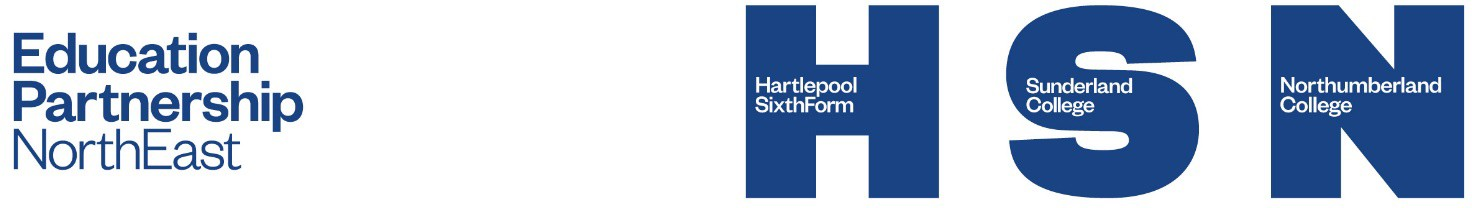 Education
Partnership
NorthEast
H
Hartlepool
SixthForm
S
Sunderland
College
N
Northumberland
College